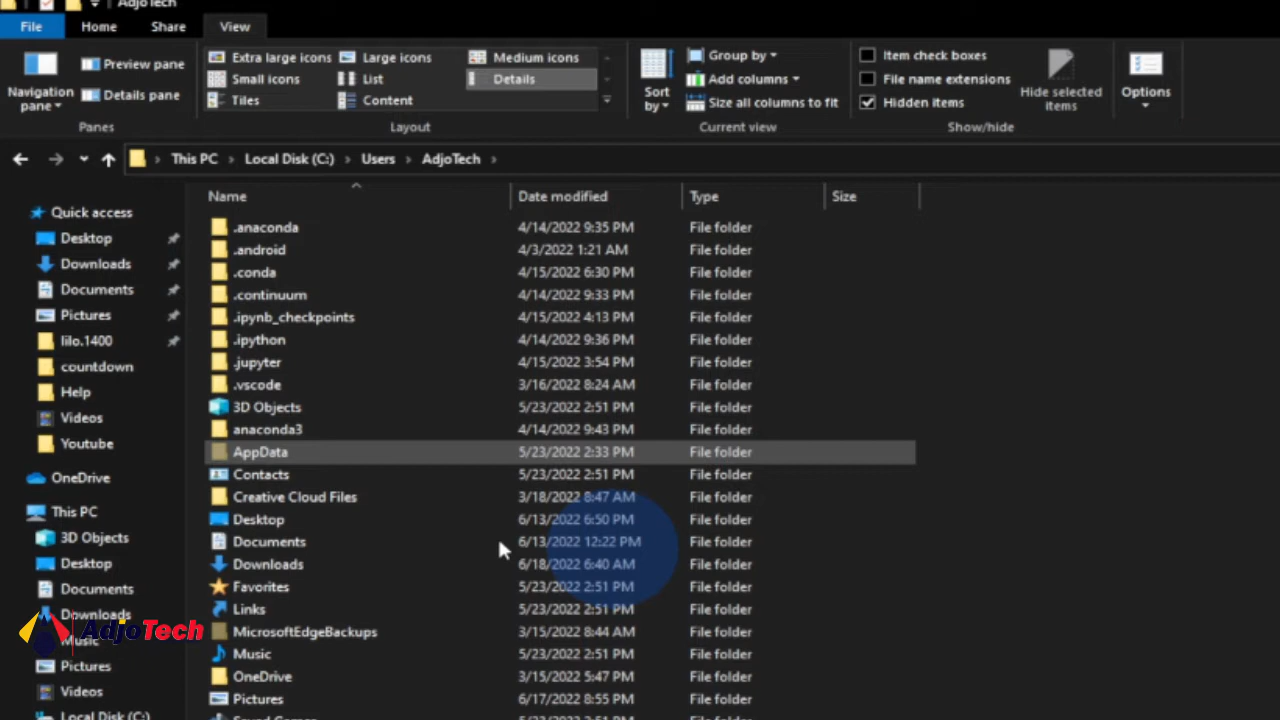 AdjoTech
File Home Share View
Preview pane
Details pane
Navigation pane
Panes
Extra large icons Large icons Medium icons
Small icons List Details
Tiles Content
Layout
Sort by
Group by
Add columns
Size all columns to fit
Current view
Item check boxes
File name extensions
Hidden items
Hide selected items
Show/hide
Options
This PC Local Disk (C:) Users AdjoTech
Quick access
Desktop
Downloads
Documents
Pictures
lilo.1400
countdown
Help
Videos
Youtube
OneDrive
This PC
3D Objects
Desktop
Documents
Downloads
Music
Pictures
Videos
Local Disk (C:)
AdjoTech
Name Date modified Type Size
.anaconda 4/14/2022 9:35 PM File folder
.android 4/3/2022 1:21 AM File folder
.conda 4/15/2022 6:30 PM File folder
.continuum 4/14/2022 9:33 PM File folder
.ipynb_checkpoints 4/15/2022 4:13 PM File folder
.ipython 4/14/2022 9:36 PM File folder
.jupyter 4/15/2022 3:54 PM File folder
.vscode 3/16/2022 8:24 AM File folder
3D Objects 5/23/2022 2:51 PM File folder
anaconda3 4/14/2022 9:43 PM File folder
AppData 5/23/2022 2:33 PM File folder
Contacts 5/23/2022 2:51 PM File folder
Creative Cloud Files 3/18/2022 8:47 AM File folder
Desktop 6/13/2022 6:50 PM File folder
Documents 6/13/2022 12:22 PM File folder
Downloads 6/18/2022 6:40 AM File folder
Favorites 5/23/2022 2:51 PM File folder
Links 5/23/2022 2:51 PM File folder
MicrosoftEdgeBackups 3/15/2022 8:44 AM File folder
Music 5/23/2022 2:51 PM File folder
OneDrive 3/15/2022 5:47 PM File folder
Pictures 6/17/2022 8:55 PM File folder